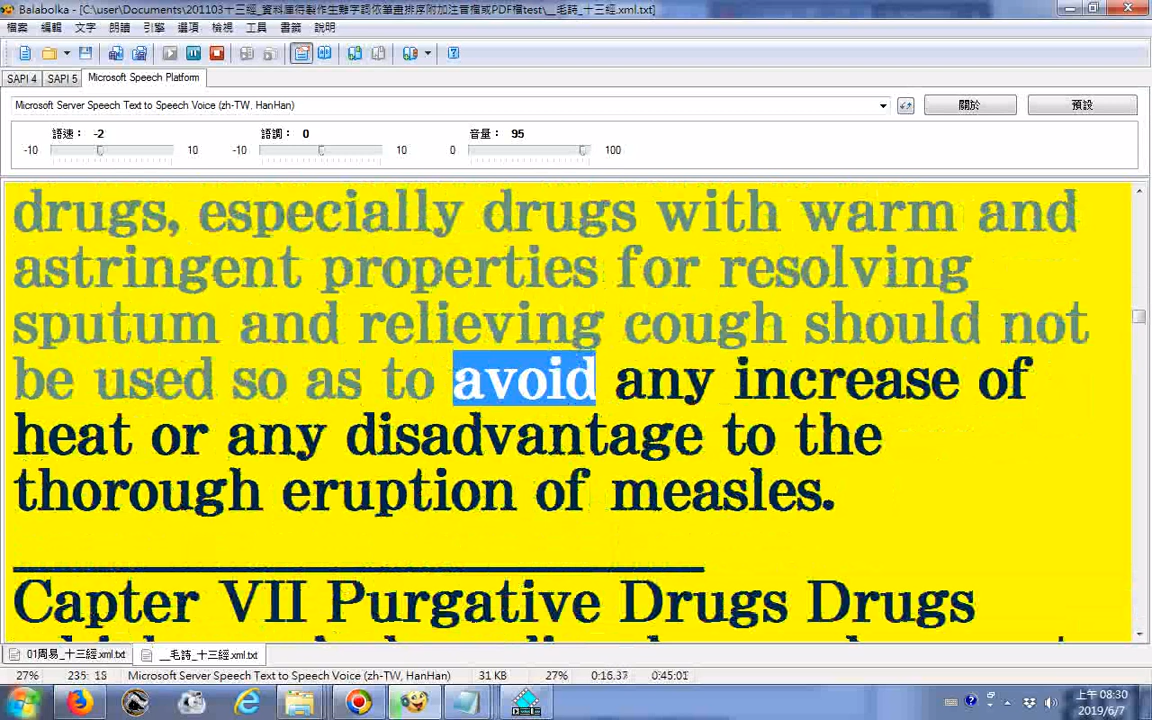 Balabolka - [C:\user\Documents\201103十三經_資料庫待製作生難字詞依筆畫排序附加注音檔或PDF檔test\__毛詩_十三經.xml.txt]
檔案 編輯 文字 朗讀 引擎 選項 檢視 工具 書籤 說明
SAPI 4 SAPI 5 Microsoft Speech Platform
Microsoft Server Speech Text to Speech Voice (zh-TW, HanHan) 關於 預設
語速： -2 語調： 0 音量： 95
-10 10 -10 10 0 100
drugs, especially drugs with warm and
astringent properties for resolving
sputum and relieving cough should not
be used so as to avoid any increase of
heat or any disadvantage to the
thorough eruption of measles.
Capter VII Purgative Drugs Drugs
01周易_十三經.txt __毛詩_十三經.xml.txt
27% 235: 18 Microsoft Server Speech Text to Speech Voice (zh-TW, HanHan) 31 KB 27% 0:16.37 0:45:01
上午 08:30
2019/6/7